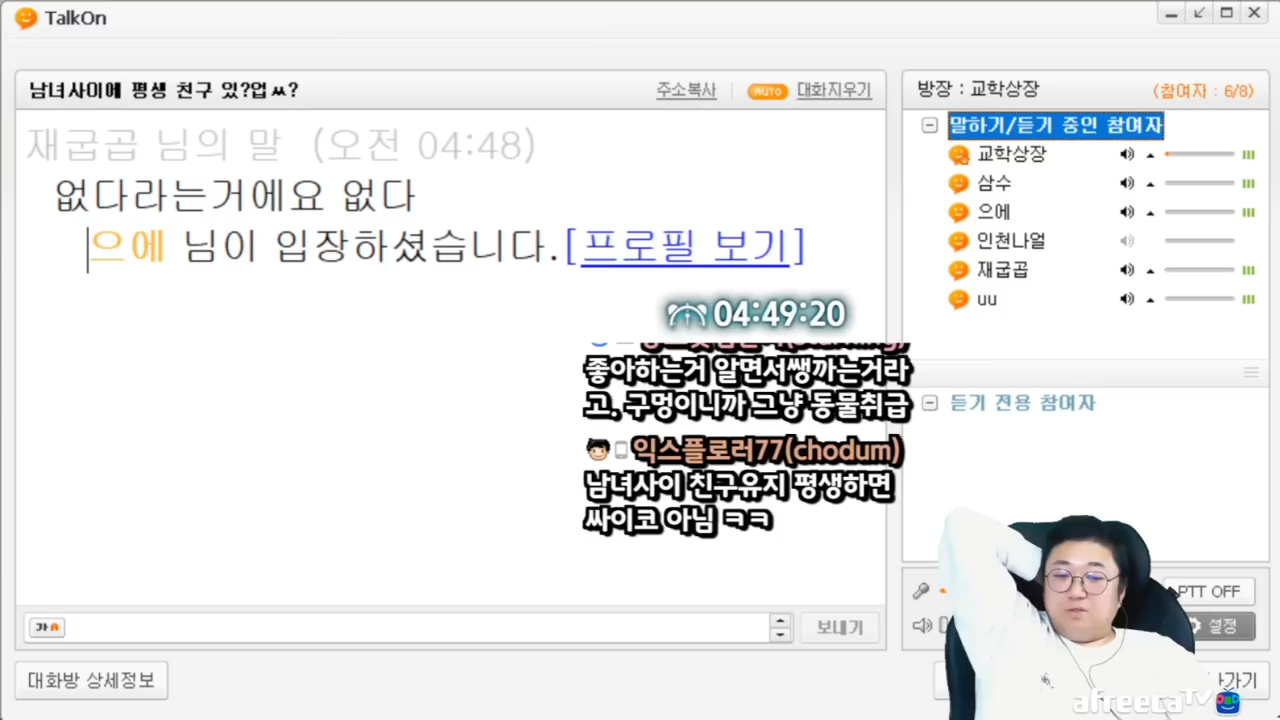 TalkOn
남녀사이에 평생 친구 있?업ㅆ?
주소복사
AUTO
대화지우기
재굽곱 님의 말 (오전 04:48)
없다라는거에요 없다
으에 님이 입장하셨습니다.[프로필 보기]
04:49:20
좋아하는거 알면서쌩까는거라
고. 구멍이니까 그냥 동물취급
익스플로러77(chodum)
남녀사이 친구유지 평생하면
싸이코 아님 ㅋㅋ
가A
보내기
대화방 상세정보
방장 : 교학상장
(참여자 : 6/8)
말하기/듣기 중인 참여자
교학상장
삼수
으에
인천나얼
재굽곱
uu
듣기 전용 참여자
PTT OFF
설정
나가기
afreecaTV